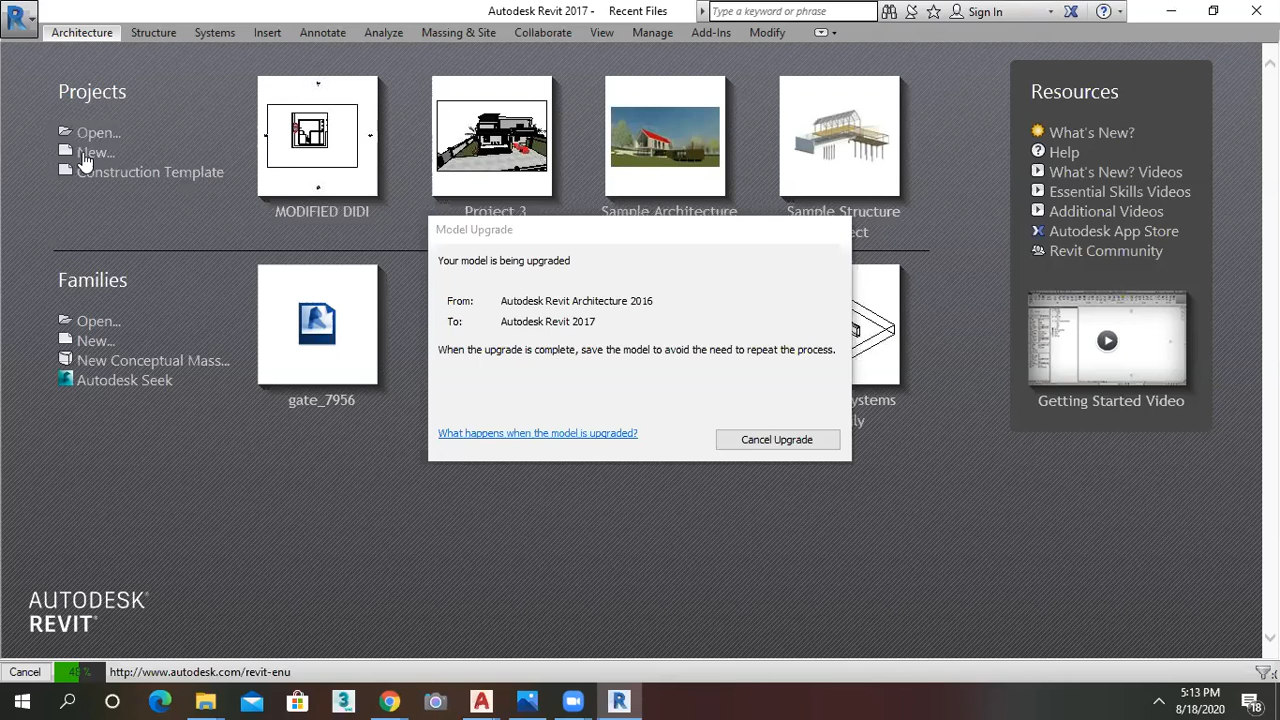 Autodesk Revit 2017 - Recent Files
Type a keyword or phrase
Sign In
Architecture Structure Systems Insert Annotate Analyze Massing & Site Collaborate View Manage Add-Ins Modify
Projects
Open...
New...
Construction Template
MODIFIED DIDI
Project 3
Sample Architecture
Sample Structure
ect
Resources
What's New?
Help
What's New? Videos
Essential Skills Videos
Additional Videos
Autodesk App Store
Revit Community
Getting Started Video
Model Upgrade
Your model is being upgraded
From: Autodesk Revit Architecture 2016
To: Autodesk Revit 2017
When the upgrade is complete, save the model to avoid the need to repeat the process.
What happens when the model is upgraded?
Cancel Upgrade
Families
Open...
New...
New Conceptual Mass...
Autodesk Seek
gate_7956
ystems
ly
AUTODESK®
REVIT®
Cancel
http://www.autodesk.com/revit-enu
5:13 PM
8/18/2020
18